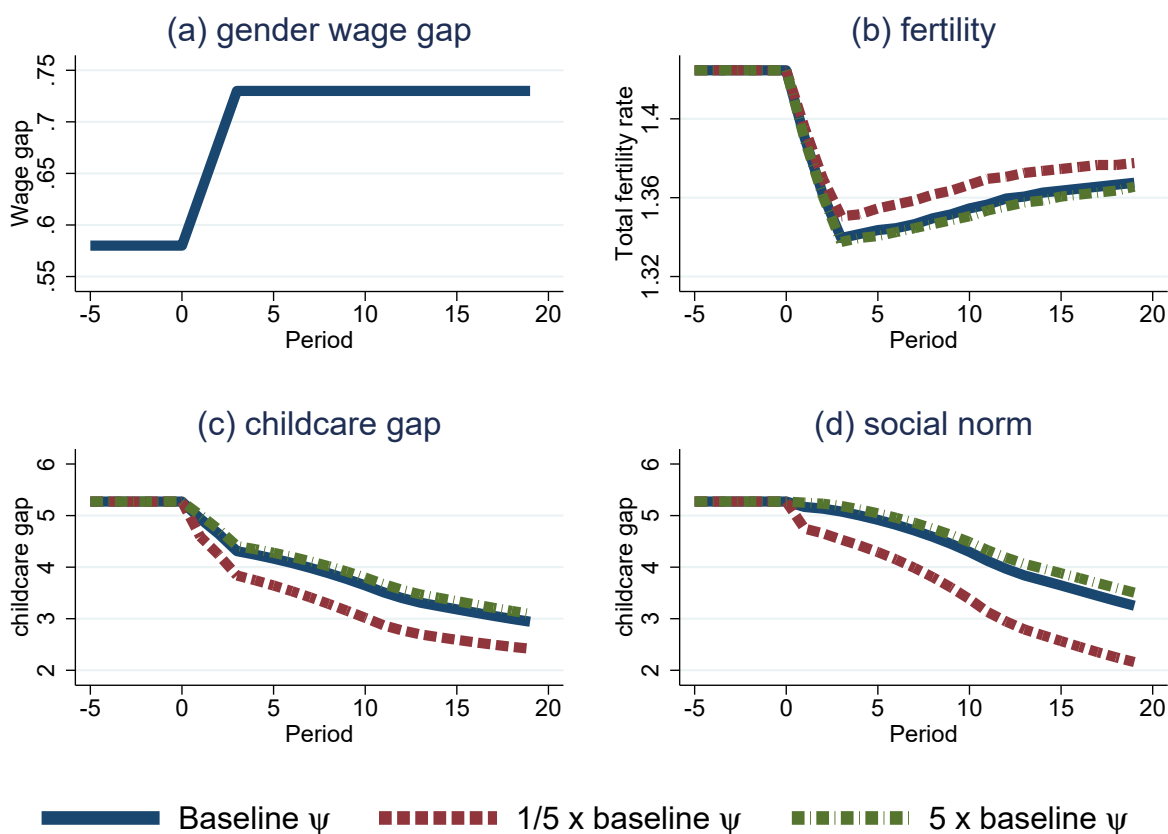 (a) gender wage gap
Wage gap
.75
.7
.65
.6
.55
-5 0 5 10 15 20
Period
(b) fertility
Total fertility rate
1.4
1.36
1.32
-5 0 5 10 15 20
Period
(c) childcare gap
childcare gap
6
5
4
3
2
-5 0 5 10 15 20
Period
(d) social norm
childcare gap
6
5
4
3
2
-5 0 5 10 15 20
Period
Baseline ψ 1/5 x baseline ψ 5 x baseline ψ